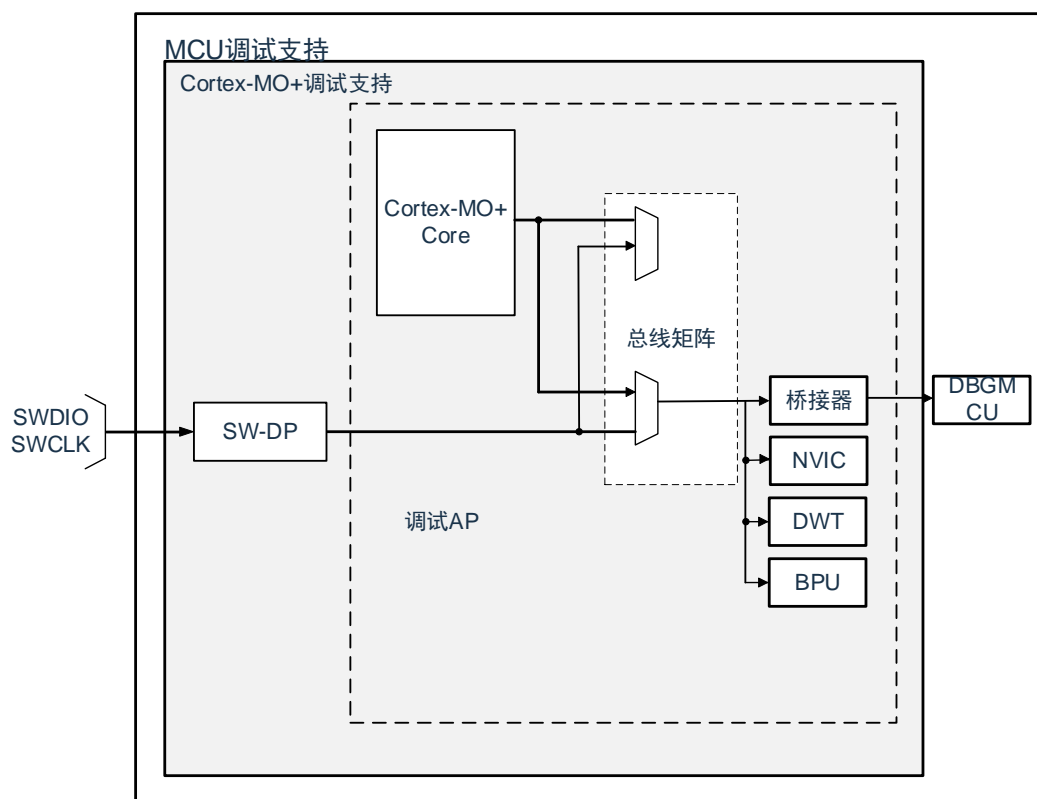 MCU调试支持
Cortex-MO+调试支持
Cortex-MO+
Core
总线矩阵
SWDIO
SWCLK
SW-DP
桥接器
DBGM
CU
NVIC
DWT
调试AP
BPU